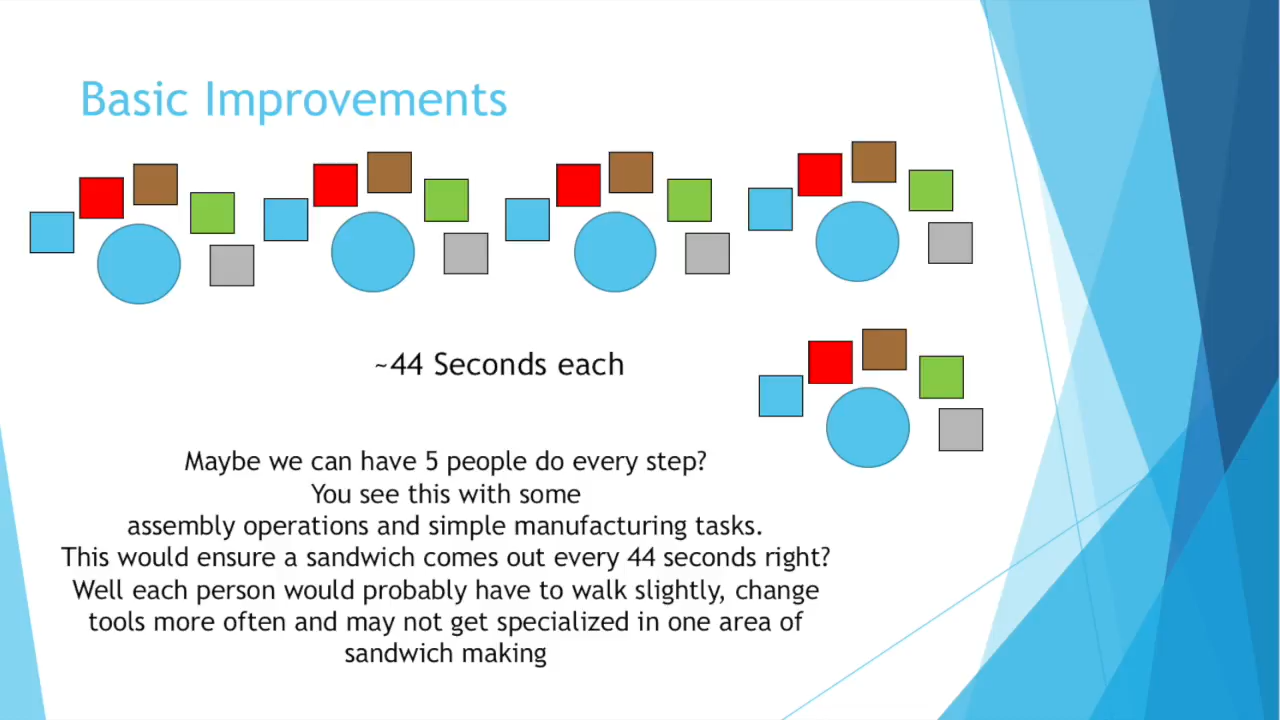 Basic Improvements
~44 Seconds each
Maybe we can have 5 people do every step?
You see this with some
assembly operations and simple manufacturing tasks.
This would ensure a sandwich comes out every 44 seconds right?
Well each person would probably have to walk slightly, change
tools more often and may not get specialized in one area of
sandwich making